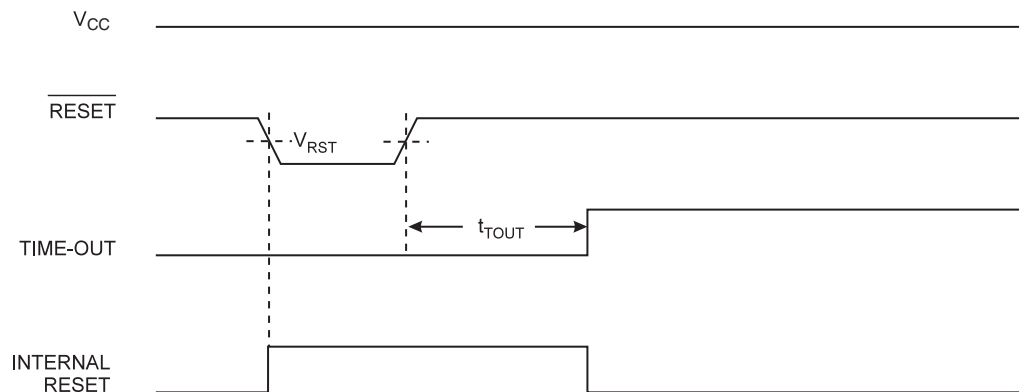 VCC
RESET
VRST
tTOUT
TIME-OUT
INTERNAL
RESET